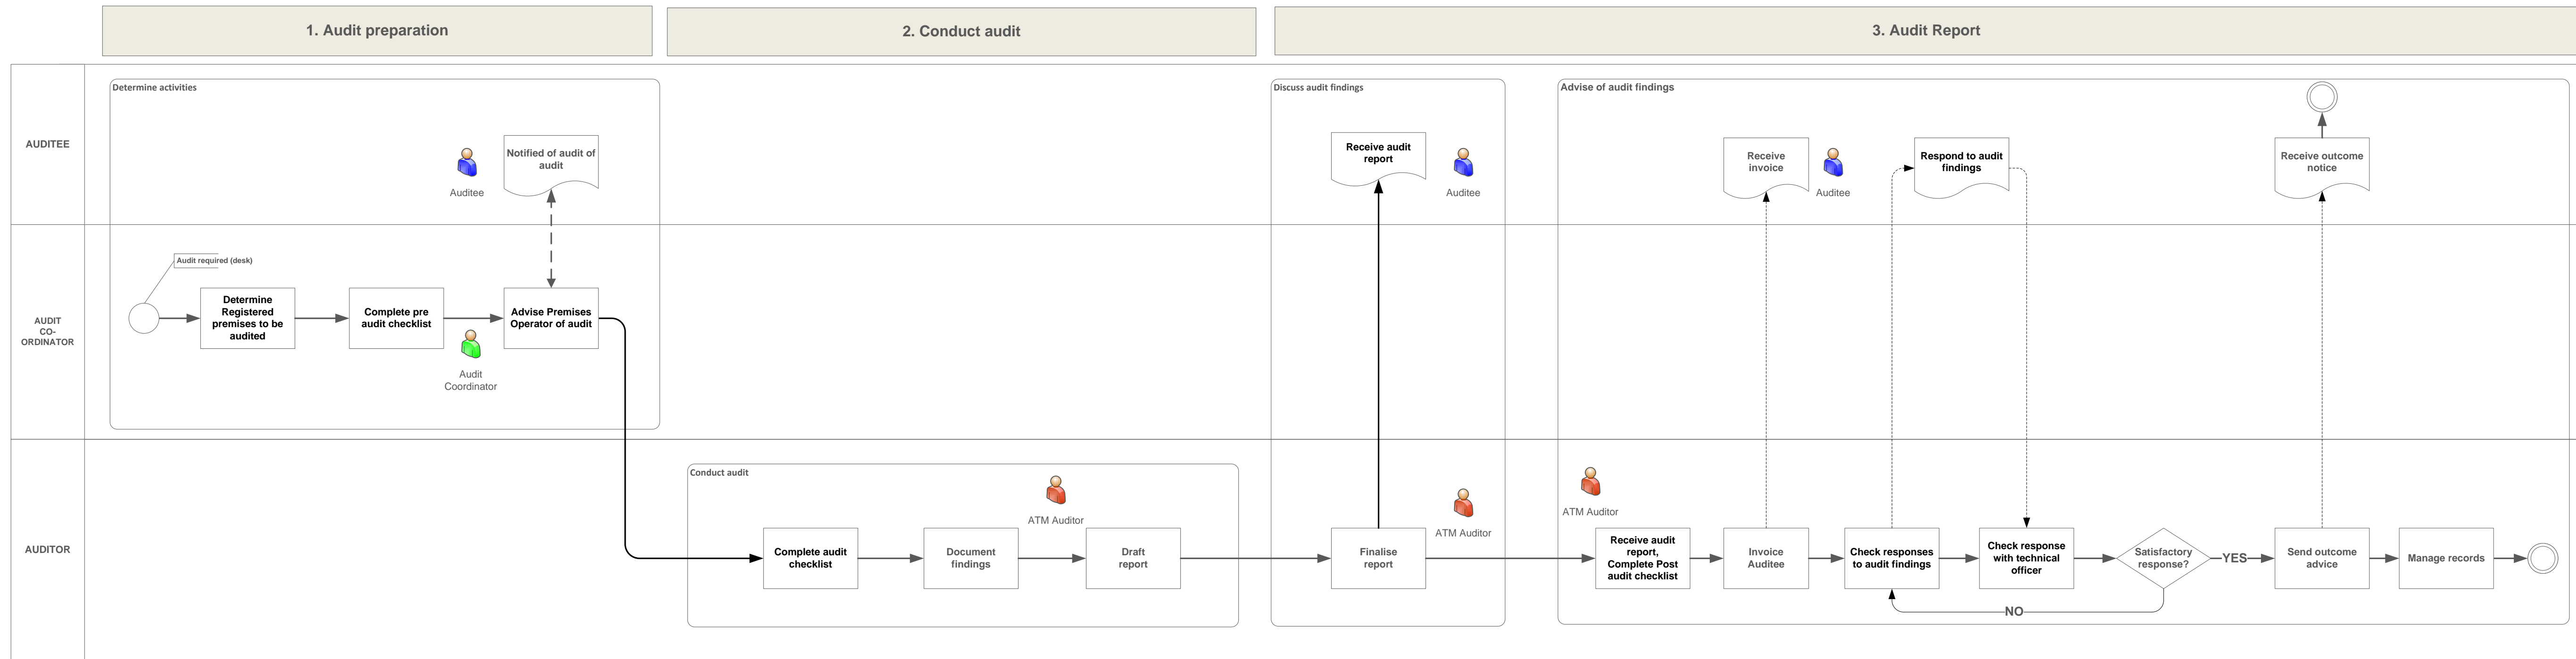 1. Audit preparation
2. Conduct audit
3. Audit Report
AUDITEE
Determine activities
Auditee
Notified of audit of
audit
Discuss audit findings
Receive audit
report
Auditee
Advise of audit findings
Receive
invoice
Auditee
Respond to audit
findings
Receive outcome
notice
AUDIT
CO-
ORDINATOR
Audit required (desk)
Determine
Registered
premises to be
audited
Complete pre
audit checklist
Audit
Coordinator
Advise Premises
Operator of audit
AUDITOR
Conduct audit
ATM Auditor
Complete audit
checklist
Document
findings
Draft
report
ATM Auditor
Finalise
report
ATM Auditor
Receive audit
report,
Complete Post
audit checklist
Invoice
Auditee
Check responses
to audit findings
Check response
with technical
officer
Satisfactory
response?
YES
NO
Send outcome
advice
Manage records